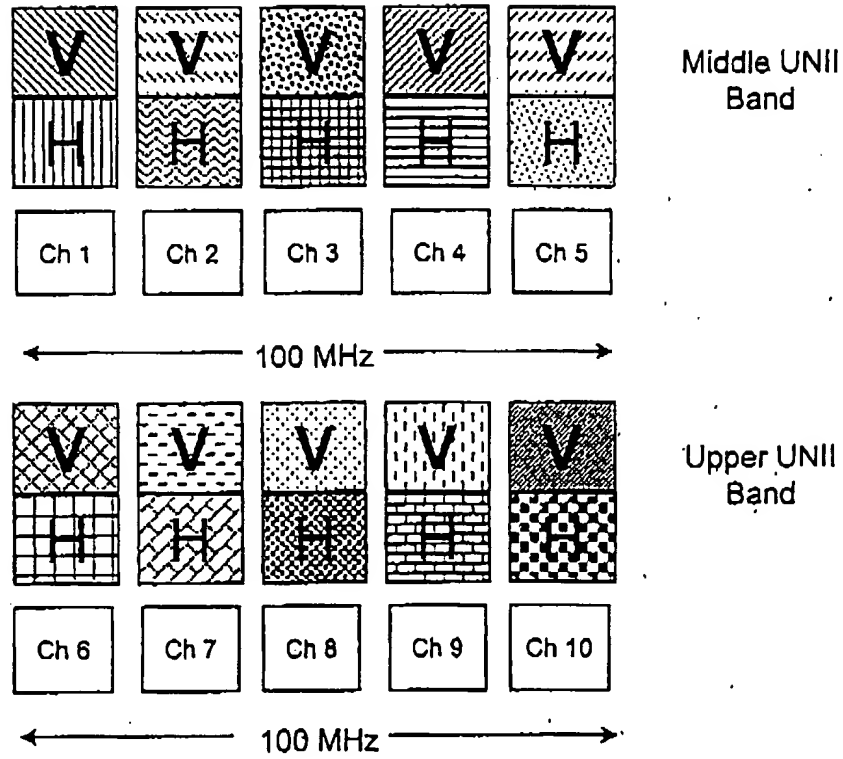 V V V V V
Middle UNII
Band
H H H H H
Ch 1 Ch 2 Ch 3 Ch 4 Ch 5
100 MHz
V V V V V
Upper UNII
Band
H H H H H
Ch 6 Ch 7 Ch 8 Ch 9 Ch 10
100 MHz